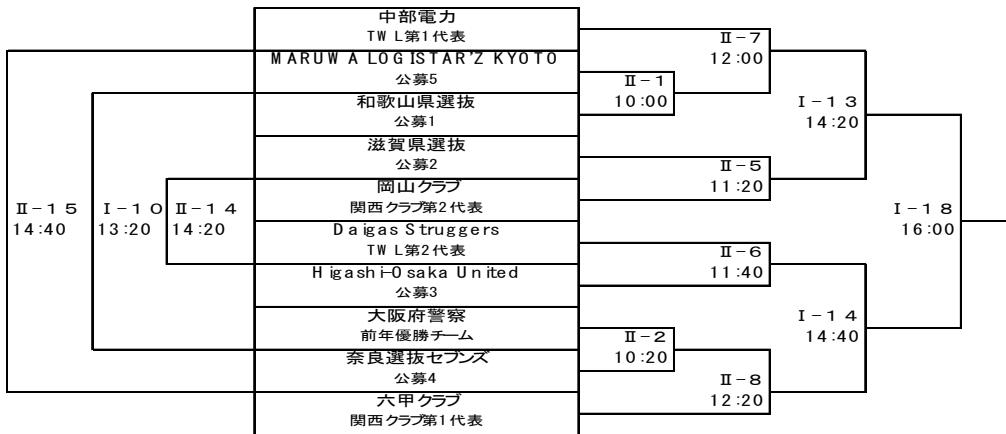 中部電力
TWL第1代表
MARUWA LOGISTAR'Z KYOTO
公募5
和歌山県選抜
公募1
滋賀県選抜
公募2
岡山クラブ
関西クラブ第2代表
Daigas Struggers
TWL第2代表
Higashi-Osaka United
公募3
大阪府警察
前年優勝チーム
奈良選抜セブンズ
公募4
六甲クラブ
関西クラブ第1代表
Ⅱ-15
14:40
Ⅰ-10
13:20
Ⅱ-14
14:20
Ⅱ-7
12:00
Ⅱ-1
10:00
Ⅱ-5
11:20
Ⅱ-6
11:40
Ⅱ-2
10:20
Ⅱ-8
12:20
Ⅰ-13
14:20
Ⅰ-14
14:40
Ⅰ-18
16:00